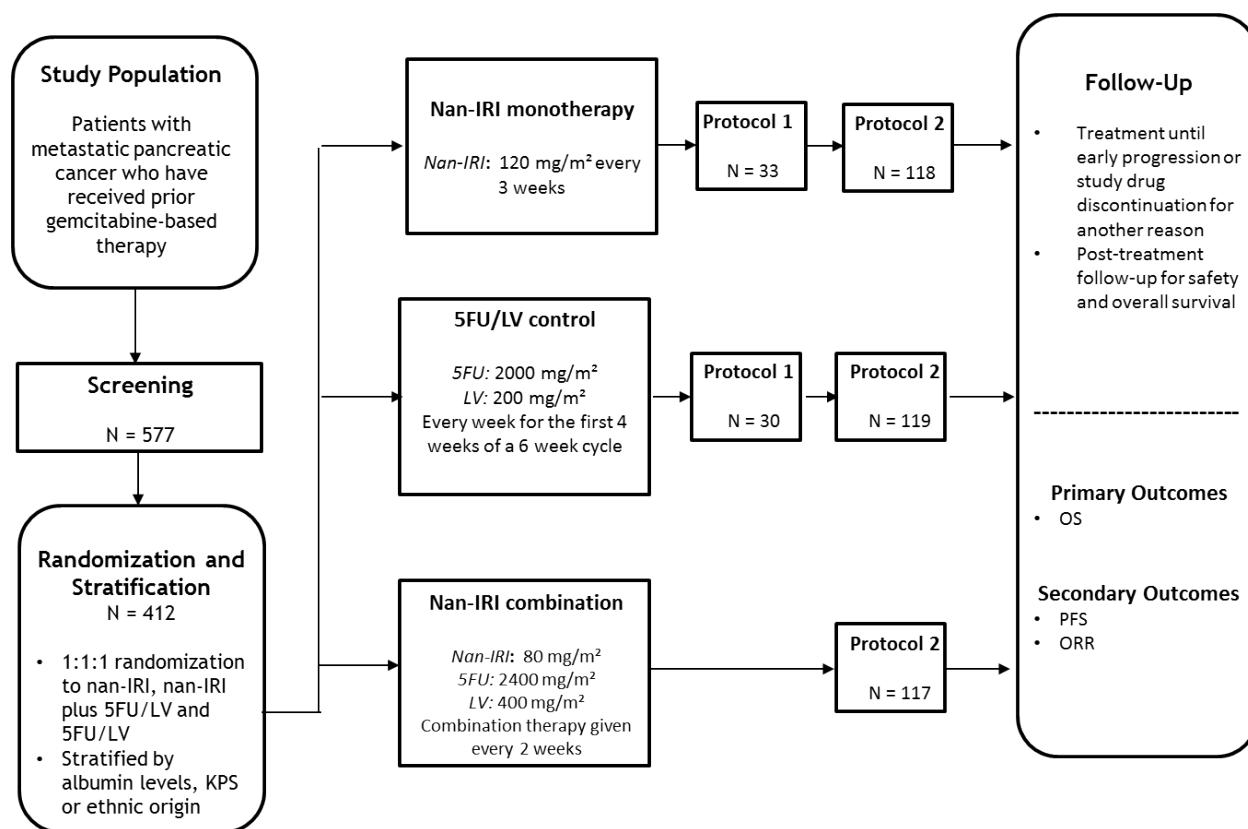 Study Population
Patients with
metastatic pancreatic
cancer who have
received prior
gemcitabine-based
therapy
Screening
N = 577
Randomization and
Stratification
N = 412
• 1:1:1 randomization
to nan-IRI, nan-IRI
plus 5FU/LV and
5FU/LV
• Stratified by
albumin levels, KPS
or ethnic origin
Nan-IRI monotherapy
Nan-IRI: 120 mg/m² every
3 weeks
Protocol 1
N = 33
Protocol 2
N = 118
5FU/LV control
5FU: 2000 mg/m²
LV: 200 mg/m²
Every week for the first 4
weeks of a 6 week cycle
Protocol 1
N = 30
Protocol 2
N = 119
Nan-IRI combination
Nan-IRI: 80 mg/m²
5FU: 2400 mg/m²
LV: 400 mg/m²
Combination therapy given
every 2 weeks
Protocol 2
N = 117
Follow-Up
• Treatment until
early progression or
study drug
discontinuation for
another reason
• Post-treatment
follow-up for safety
and overall survival
Primary Outcomes
• OS
Secondary Outcomes
• PFS
• ORR